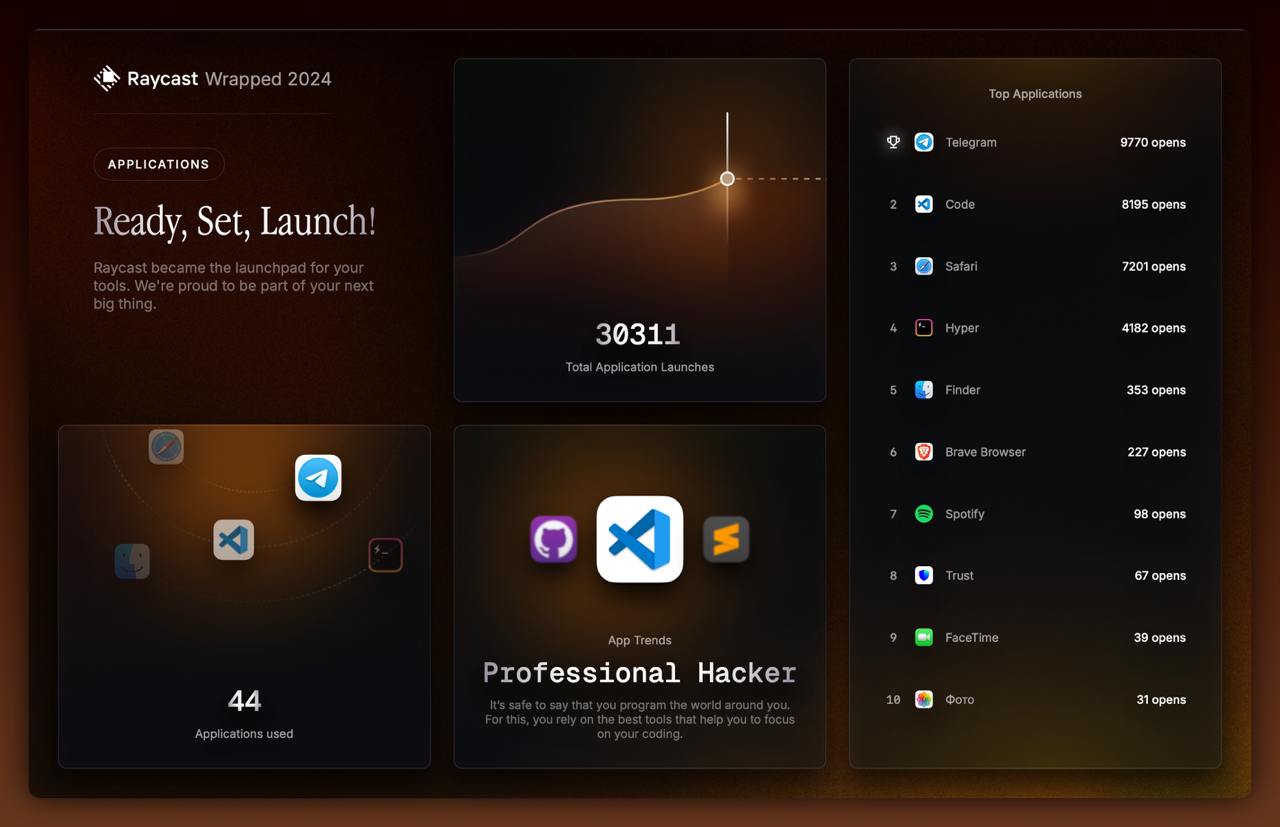 Raycast Wrapped 2024
APPLICATIONS
Ready, Set, Launch!
Raycast became the launchpad for your
tools. We're proud to be part of your next
big thing.
30311
Total Application Launches
44
Applications used
App Trends
Professional Hacker
It's safe to say that you program the world around you.
For this, you rely on the best tools that help you to focus
on your coding.
Top Applications
Telegram 9770 opens
2 Code 8195 opens
3 Safari 7201 opens
4 Hyper 4182 opens
5 Finder 353 opens
6 Brave Browser 227 opens
7 Spotify 98 opens
8 Trust 67 opens
9 FaceTime 39 opens
10 Фото 31 opens